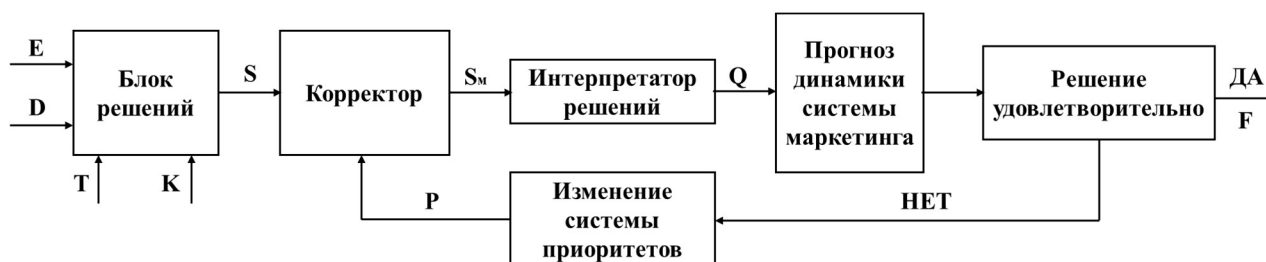 E
D
T
K
Блок
решений
S
Корректор
Sм
Интерпретатор
решений
Q
Прогноз
динамики
системы
маркетинга
Решение
удовлетворительно
ДА
F
НЕТ
Изменение
системы
приоритетов
P